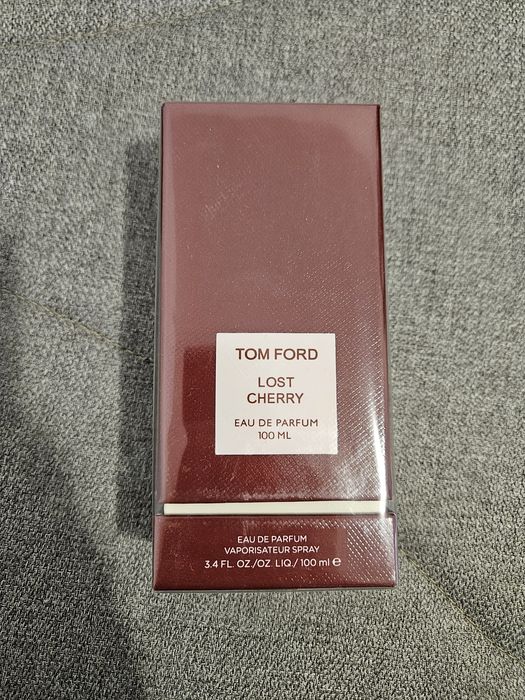 TOM FORD
LOST
CHERRY
EAU DE PARFUM
100 ML
EAU DE PARFUM
VAPORISATEUR SPRAY
3.4 FL. OZ./OZ. LIQ./100 ml ℮